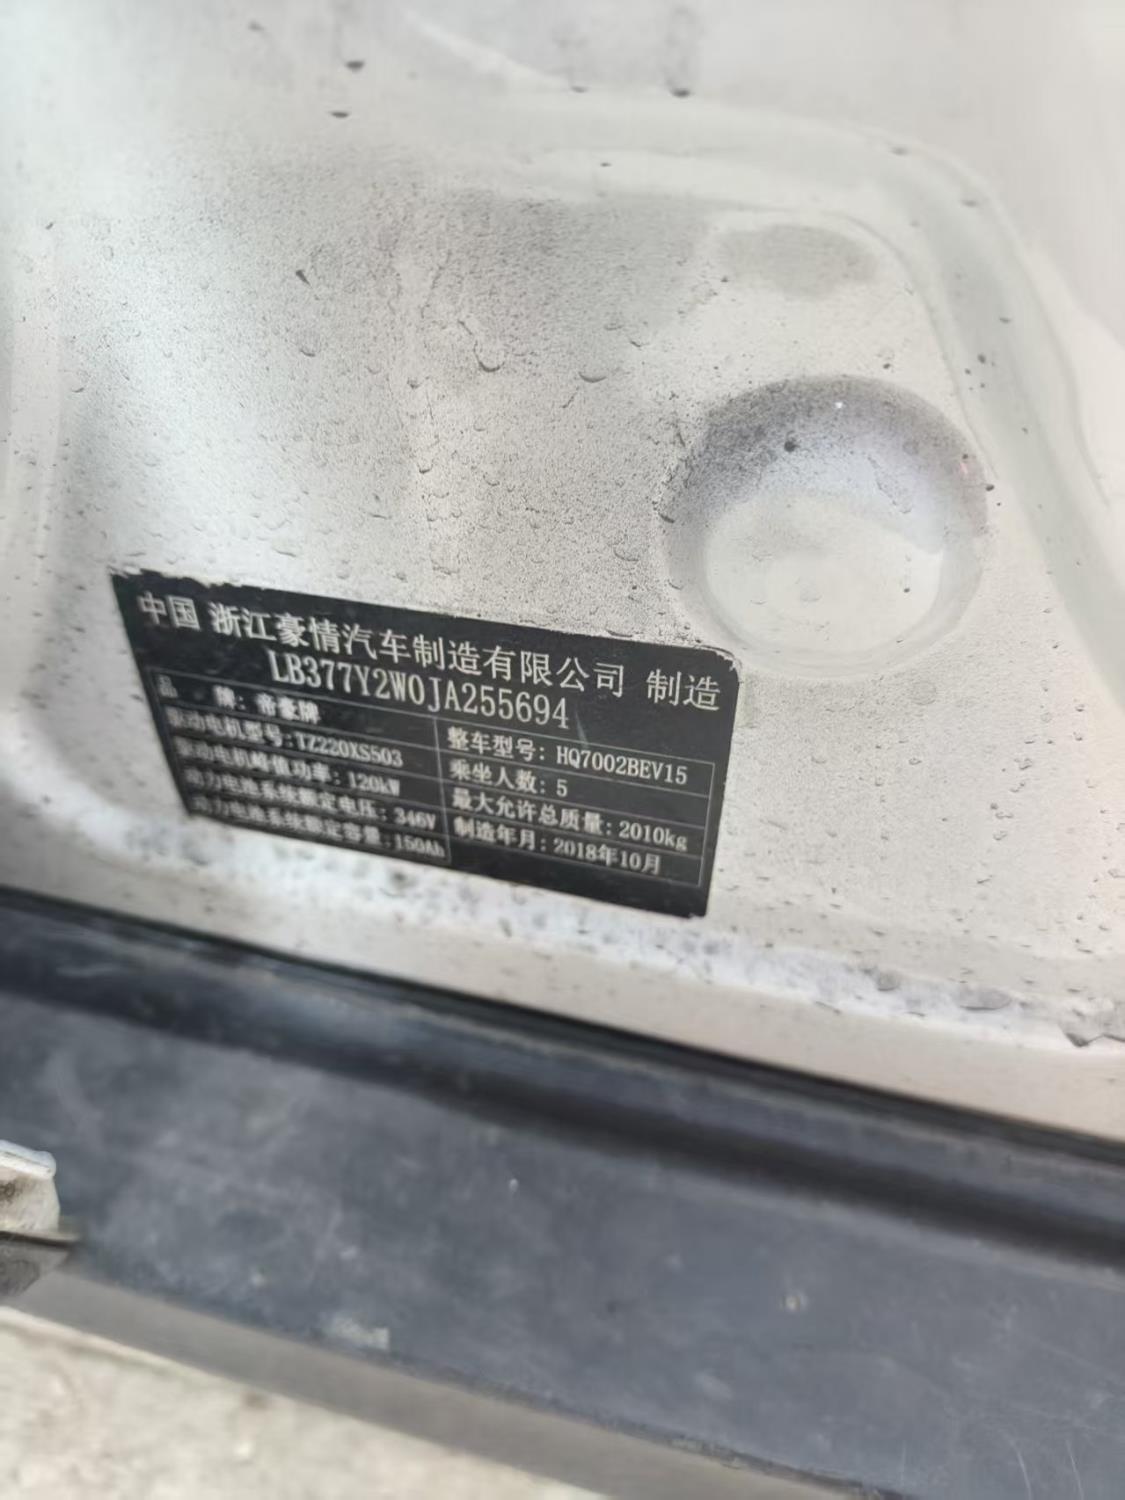 中国 浙江豪情汽车制造有限公司 制造
LB377Y2W0JA255694
品 牌: 帝豪牌
驱动电机型号:TZ220XS503
驱动电机峰值功率: 120kW
动力电池系统额定电压: 346V
动力电池系统额定容量: 150Ah
整车型号: HQ7002BEV15
乘坐人数: 5
最大允许总质量: 2010kg
制造年月: 2018年10月